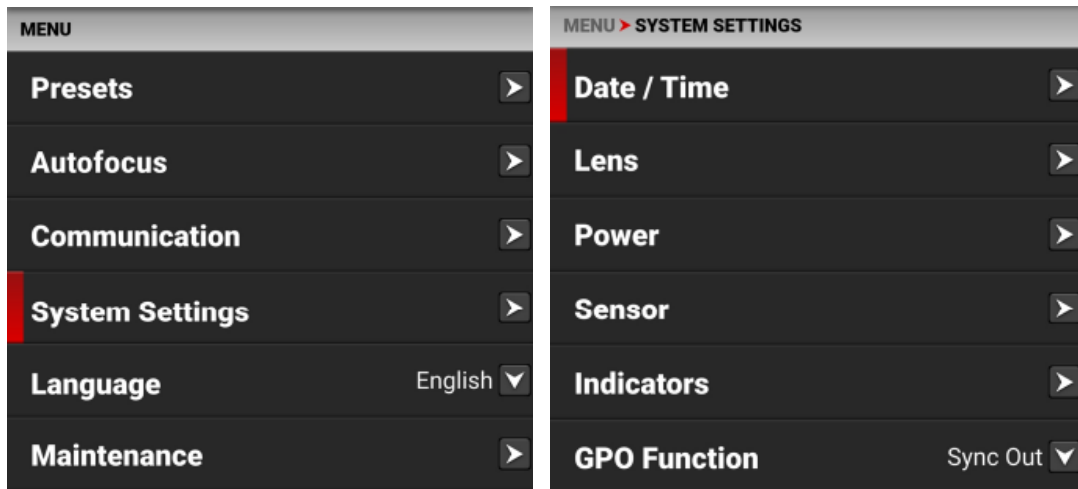 MENU
Presets
Autofocus
Communication
System Settings
Language English
Maintenance
MENU > SYSTEM SETTINGS
Date / Time
Lens
Power
Sensor
Indicators
GPO Function Sync Out